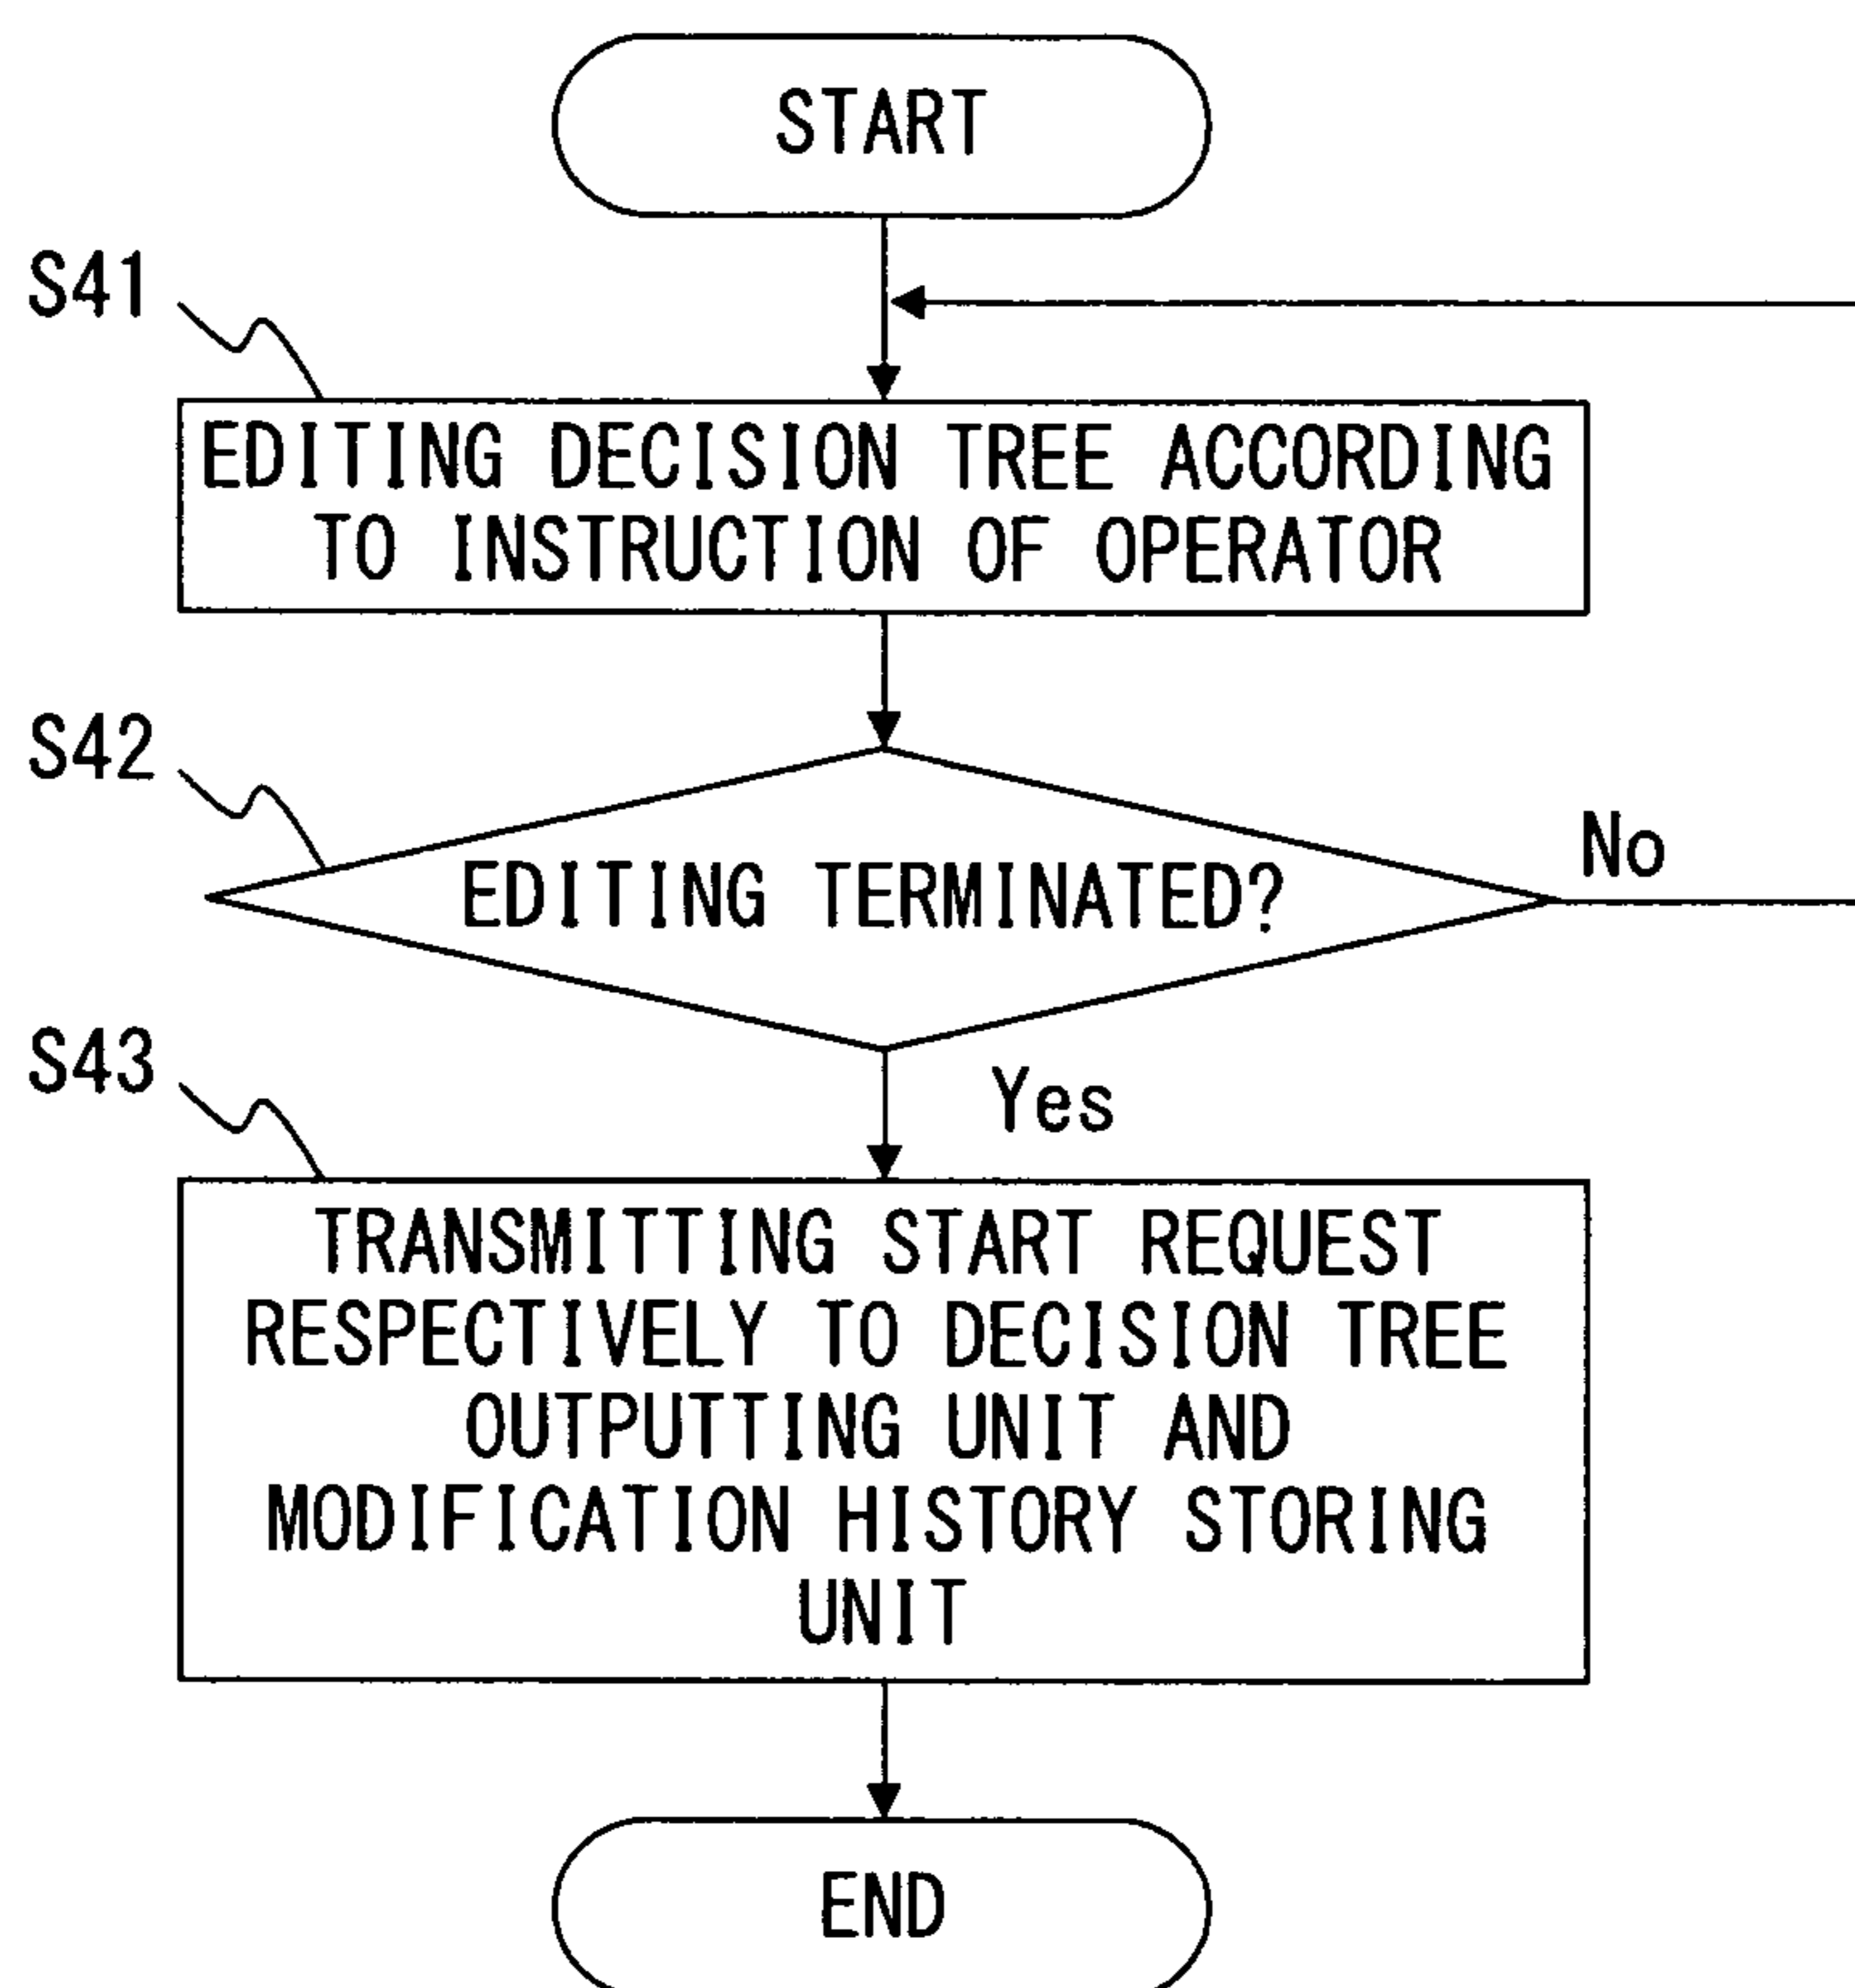 START
S41
EDITING DECISION TREE ACCORDING
TO INSTRUCTION OF OPERATOR
S42
EDITING TERMINATED?
No
S43
Yes
TRANSMITTING START REQUEST
RESPECTIVELY TO DECISION TREE
OUTPUTTING UNIT AND
MODIFICATION HISTORY STORING
UNIT
END